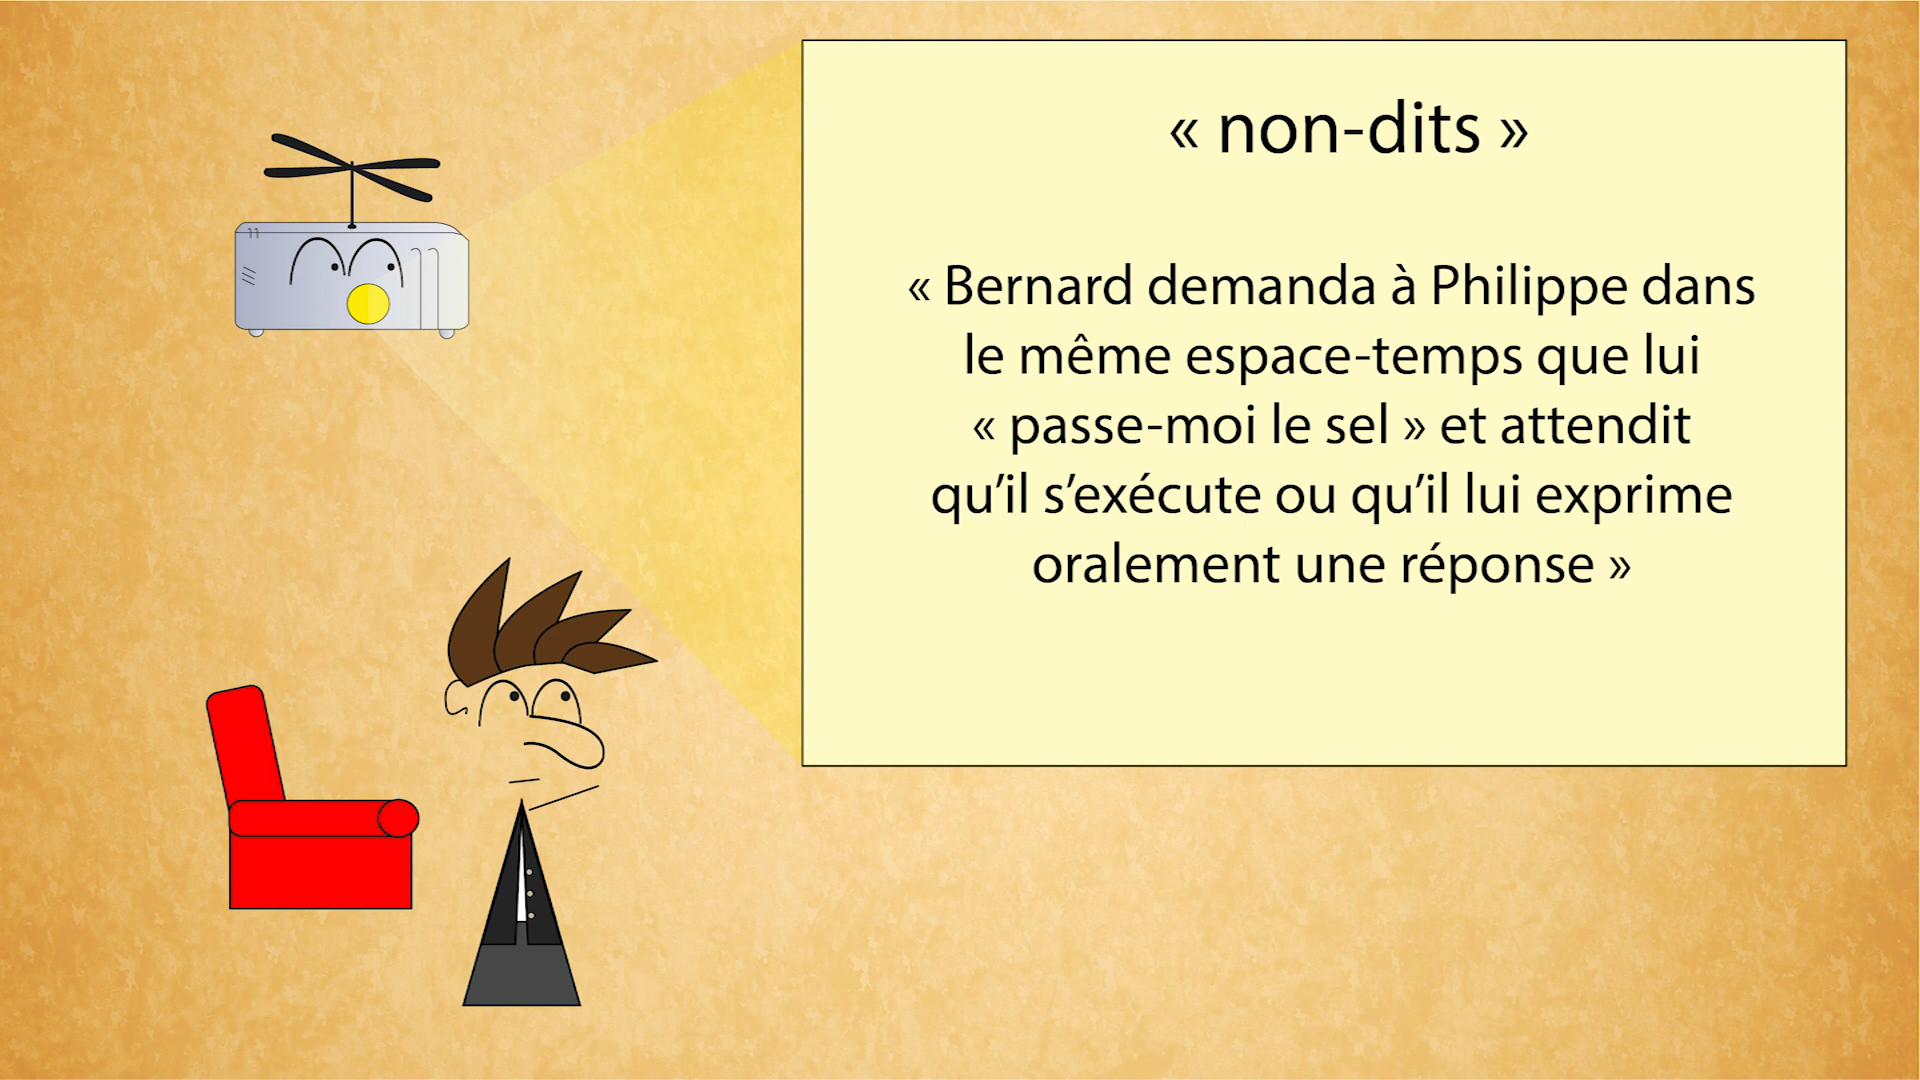 « non-dits »
« Bernard demanda à Philippe dans
le même espace-temps que lui
« passe-moi le sel » et attendit
qu’il s’exécute ou qu’il lui exprime
oralement une réponse »